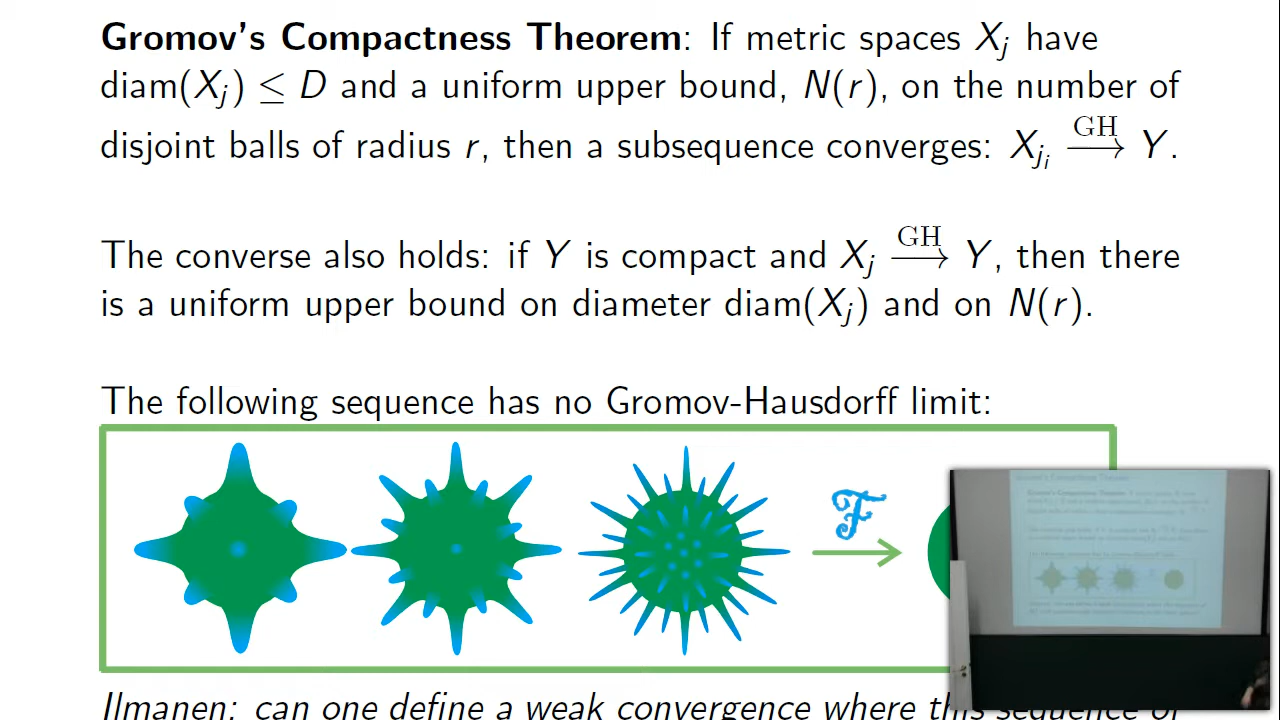 Gromov's Compactness Theorem: If metric spaces X_j have
diam(X_j) ≤ D and a uniform upper bound, N(r), on the number of
disjoint balls of radius r, then a subsequence converges: X_{j_i} \overset{GH}{⟶} Y.
The converse also holds: if Y is compact and X_j \overset{GH}{⟶} Y, then there
is a uniform upper bound on diameter diam(X_j) and on N(r).
The following sequence has no Gromov-Hausdorff limit:
ℱ
Ilmanen: can one define a weak convergence where this sequence of